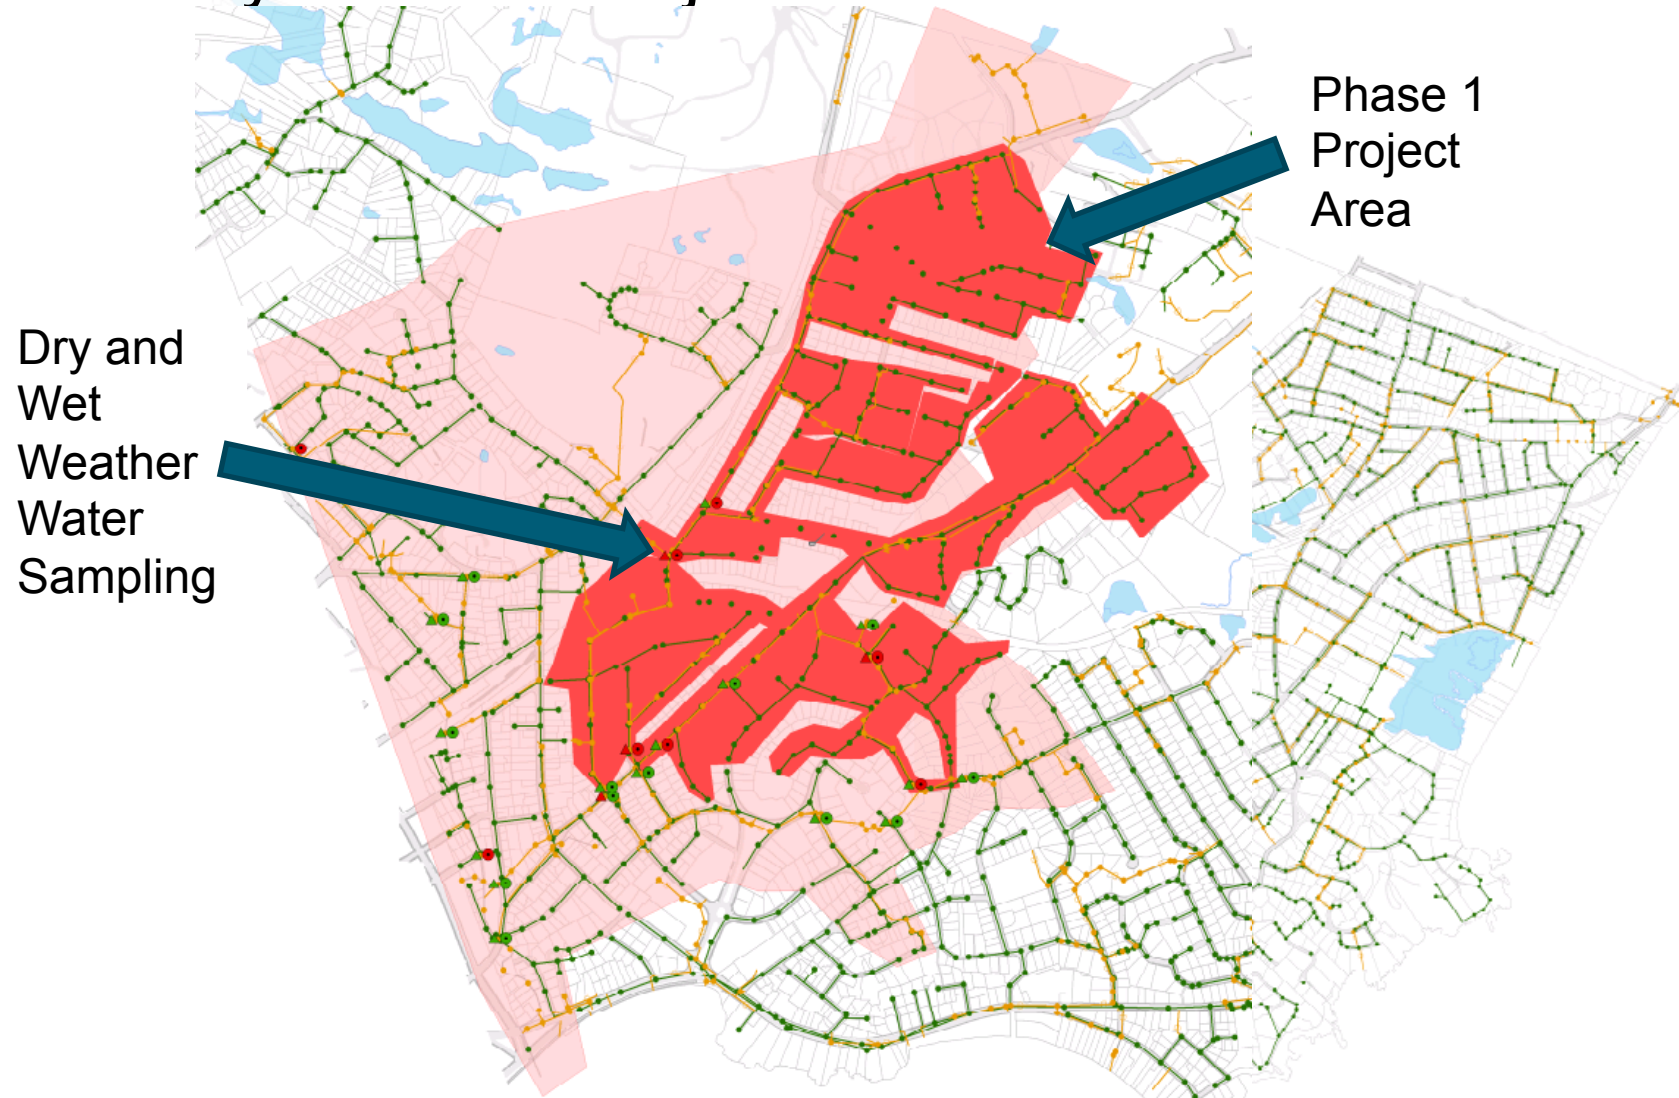 Phase 1
Project
Area
Dry and
Wet
Weather
Water
Sampling